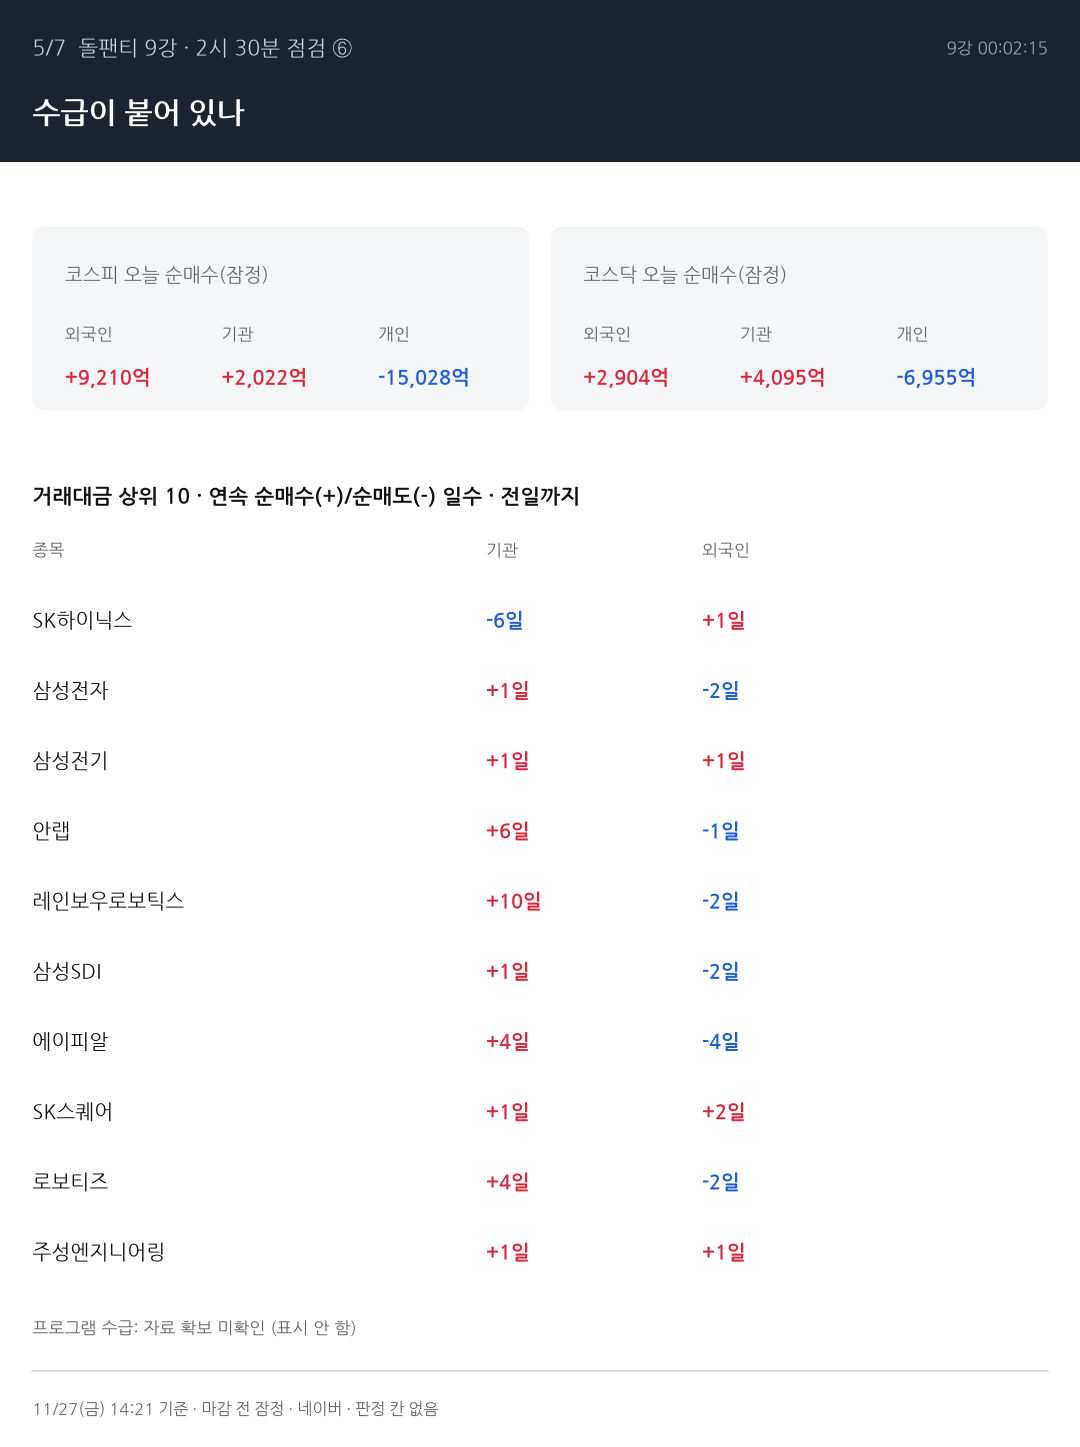 5/7 돌팬티 9강 · 2시 30분 점검 ⑥
9강 00:02:15
수급이 붙어 있나
코스피 오늘 순매수(잠정)
외국인 기관 개인
+9,210억 +2,022억 -15,028억
코스닥 오늘 순매수(잠정)
외국인 기관 개인
+2,904억 +4,095억 -6,955억
거래대금 상위 10 · 연속 순매수(+)/순매도(-) 일수 · 전일까지
종목 기관 외국인
SK하이닉스 -6일 +1일
삼성전자 +1일 -2일
삼성전기 +1일 +1일
안랩 +6일 -1일
레인보우로보틱스 +10일 -2일
삼성SDI +1일 -2일
에이피알 +4일 -4일
SK스퀘어 +1일 +2일
로보티즈 +4일 -2일
주성엔지니어링 +1일 +1일
프로그램 수급: 자료 확보 미확인 (표시 안 함)
11/27(금) 14:21 기준 · 마감 전 잠정 · 네이버 · 판정 칸 없음